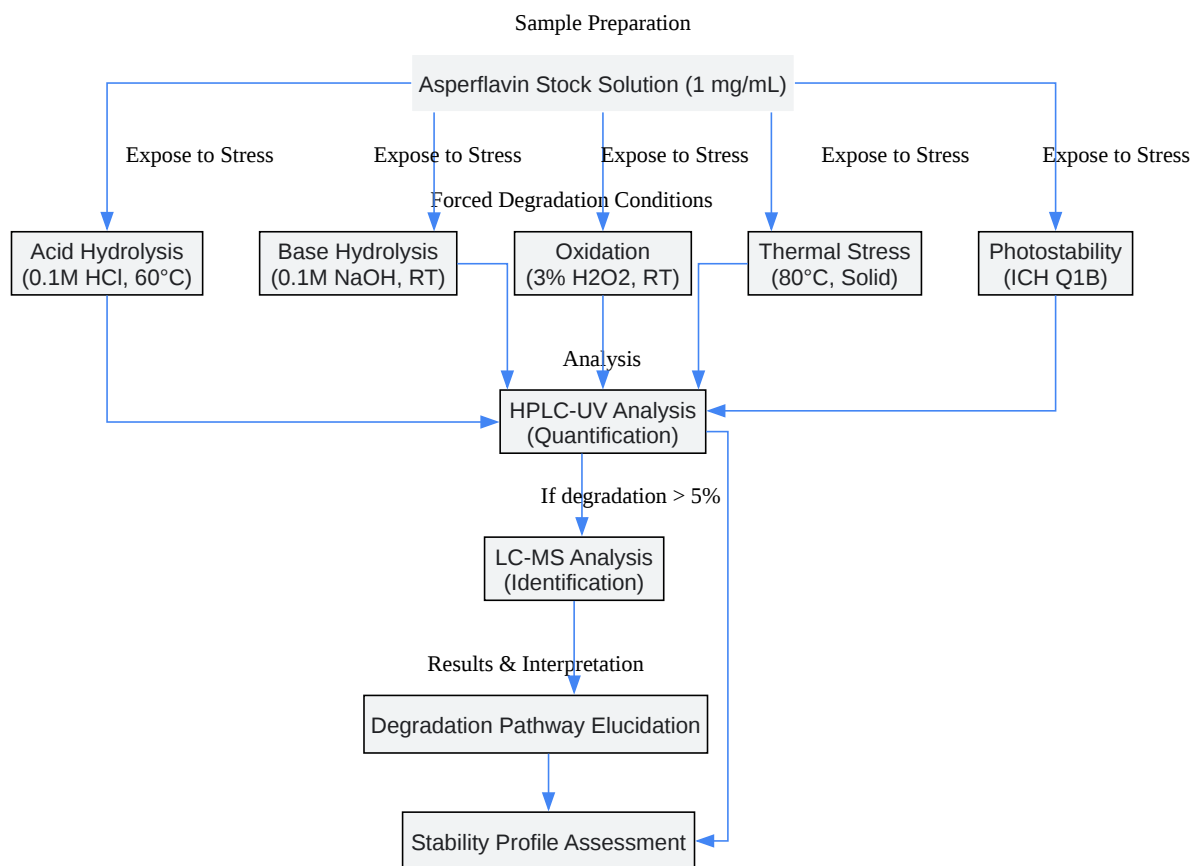 Sample Preparation
Asperflavin Stock Solution (1 mg/mL)
Expose to Stress
Expose to Stress
Expose to Stress
Expose to Stress
Expose to Stress
Forced Degradation Conditions
Acid Hydrolysis
(0.1M HCl, 60°C)
Base Hydrolysis
(0.1M NaOH, RT)
Oxidation
(3% H2O2, RT)
Thermal Stress
(80°C, Solid)
Photostability
(ICH Q1B)
Analysis
HPLC-UV Analysis
(Quantification)
If degradation > 5%
LC-MS Analysis
(Identification)
Results & Interpretation
Degradation Pathway Elucidation
Stability Profile Assessment